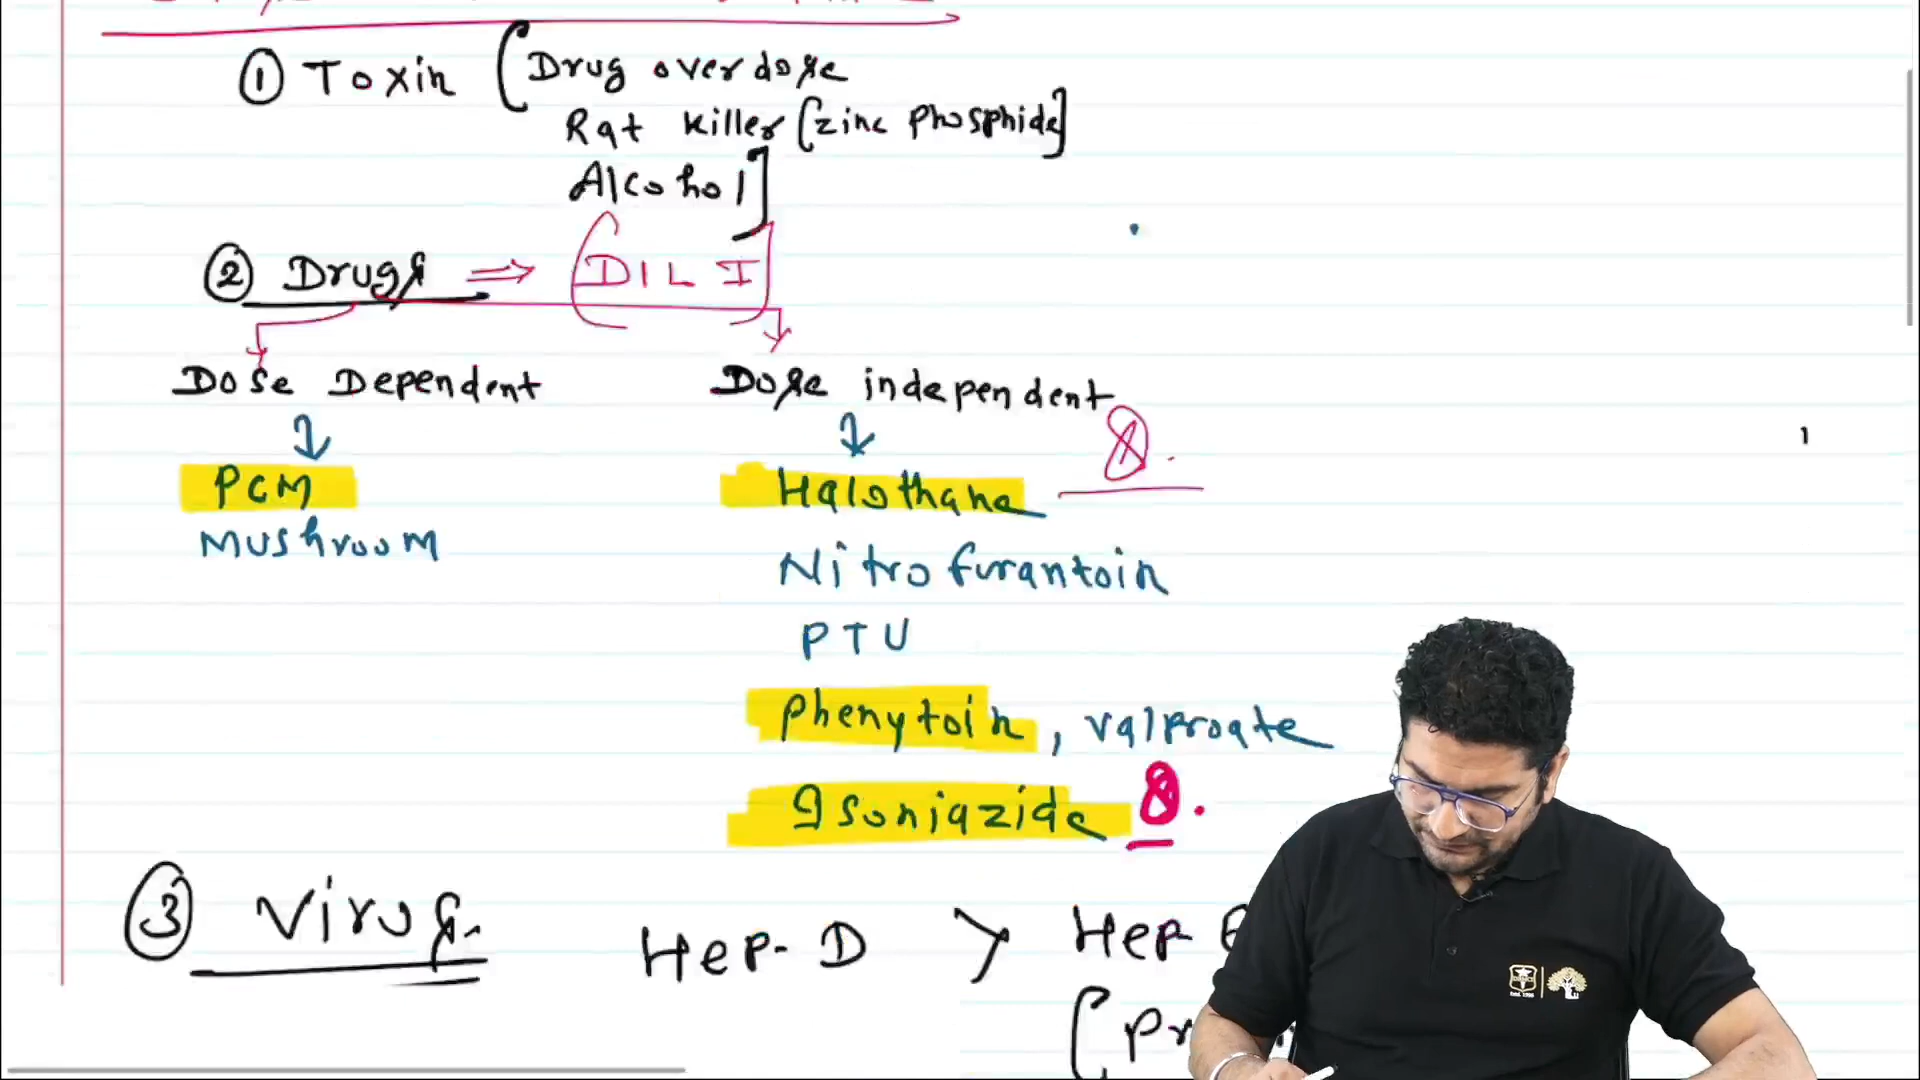 ① Toxin (Drug overdose
Rat Killer [zinc phosphide]
Alcohol]
② Drugs ⇒ [DILI]
Dose Dependent
Dose independent
PCM
Mushroom
Halothane
Nitrofurantoin
PTU
Phenytoin, valproate
Isoniazide
③ Virus.
Hep-D > Hep
1